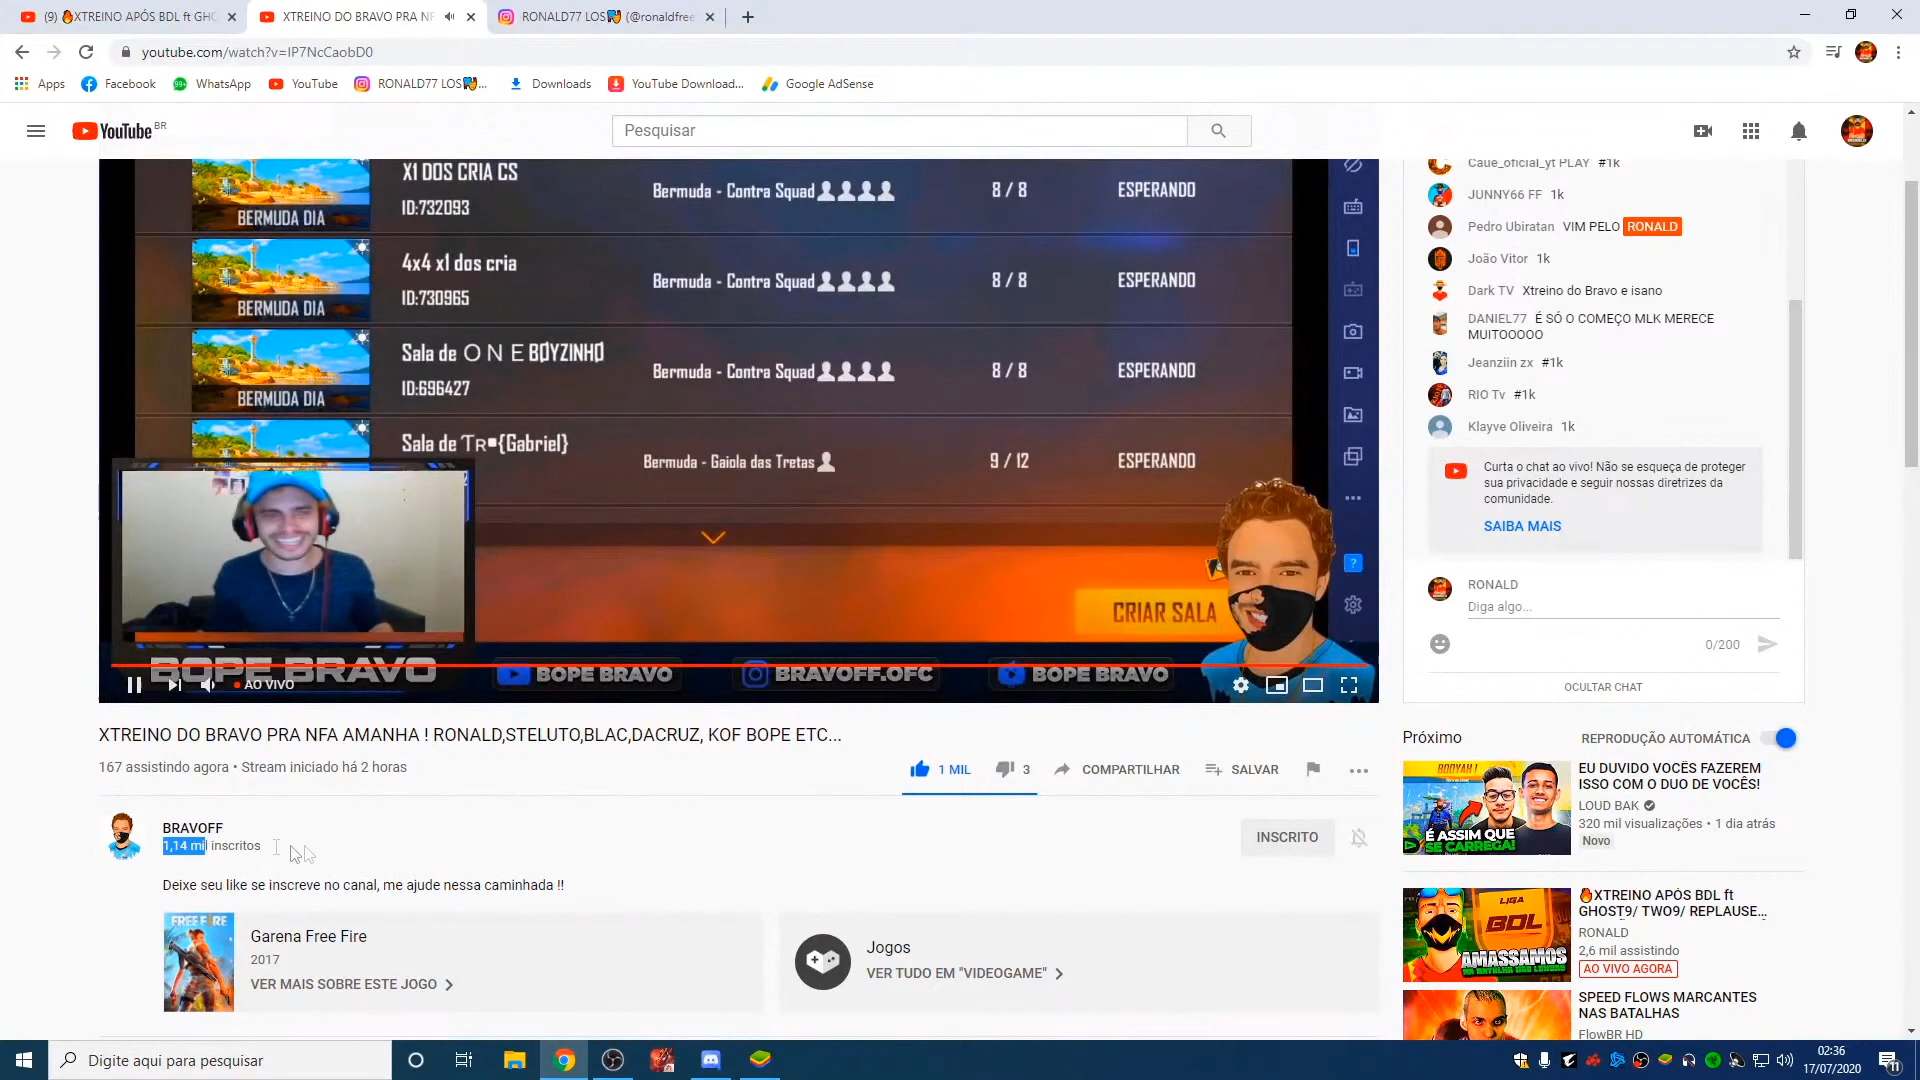 (9) 🔥XTREINO APÓS BDL ft GHO
XTREINO DO BRAVO PRA NF
RONALD77 LOS (@ronaldfree
youtube.com/watch?v=IP7NcCaobD0
Apps
Facebook
WhatsApp
YouTube
RONALD77 LOS...
Downloads
YouTube Download...
Google AdSense
YouTube BR
Pesquisar
BERMUDA DIA
X1 DOS CRIA CS
ID:732093
Bermuda - Contra Squad
8 / 8
ESPERANDO
BERMUDA DIA
4x4 x1 dos cria
ID:730965
Bermuda - Contra Squad
8 / 8
ESPERANDO
BERMUDA DIA
Sala de O N E BØYZINHØ
ID:696427
Bermuda - Contra Squad
8 / 8
ESPERANDO
Sala de Tʀ■{Gabriel}
Bermuda - Gaiola das Tretas
9 / 12
ESPERANDO
CRIAR SALA
BOPE BRAVO
BOPE BRAVO
BRAVOFF.OFC
BOPE BRAVO
AO VIVO
Caue_oficial_yt PLAY #1k
JUNNY66 FF 1k
Pedro Ubiratan VIM PELO RONALD
João Vitor 1k
Dark TV Xtreino do Bravo e isano
DANIEL77 É SÓ O COMEÇO MLK MERECE
MUITOOOOO
Jeanziin zx #1k
RIO Tv #1k
Klayve Oliveira 1k
Curta o chat ao vivo! Não se esqueça de proteger
sua privacidade e seguir nossas diretrizes da
comunidade.
SAIBA MAIS
RONALD
Diga algo...
0/200
OCULTAR CHAT
XTREINO DO BRAVO PRA NFA AMANHA ! RONALD,STELUTO,BLAC,DACRUZ, KOF BOPE ETC...
167 assistindo agora • Stream iniciado há 2 horas
1 MIL
3
COMPARTILHAR
SALVAR
BRAVOFF
1,14 mil inscritos
INSCRITO
Deixe seu like se inscreve no canal, me ajude nessa caminhada !!
FREE FIRE
Garena Free Fire
2017
VER MAIS SOBRE ESTE JOGO
Jogos
VER TUDO EM "VIDEOGAME"
Próximo
REPRODUÇÃO AUTOMÁTICA
BOOYAH !
É ASSIM QUE
SE CARREGA!
EU DUVIDO VOCÊS FAZEREM
ISSO COM O DUO DE VOCÊS!
LOUD BAK
320 mil visualizações • 1 dia atrás
Novo
LIGA
BDL
AMASSAMOS
🔥XTREINO APÓS BDL ft
GHOST9/ TWO9/ REPLAUSE...
RONALD
2,6 mil assistindo
AO VIVO AGORA
SPEED FLOWS MARCANTES
NAS BATALHAS
FlowBR HD
Digite aqui para pesquisar
02:36
17/07/2020
11